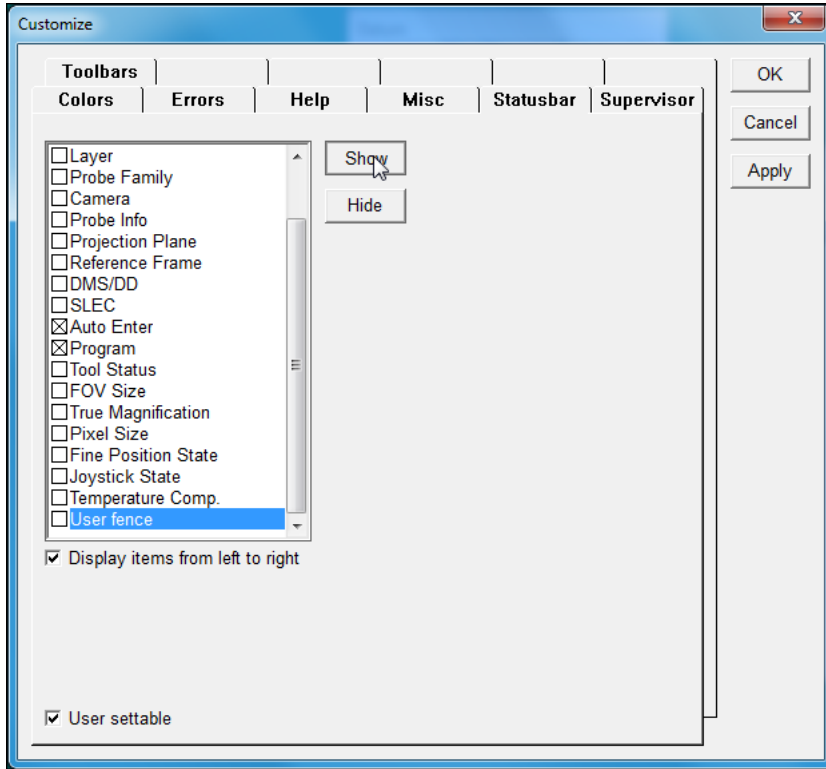 Customize
Toolbars
Colors Errors Help Misc Statusbar Supervisor
OK
Cancel
Apply
Layer
Probe Family
Camera
Probe Info
Projection Plane
Reference Frame
DMS/DD
SLEC
Auto Enter
Program
Tool Status
FOV Size
True Magnification
Pixel Size
Fine Position State
Joystick State
Temperature Comp.
User fence
Show
Hide
Display items from left to right
User settable